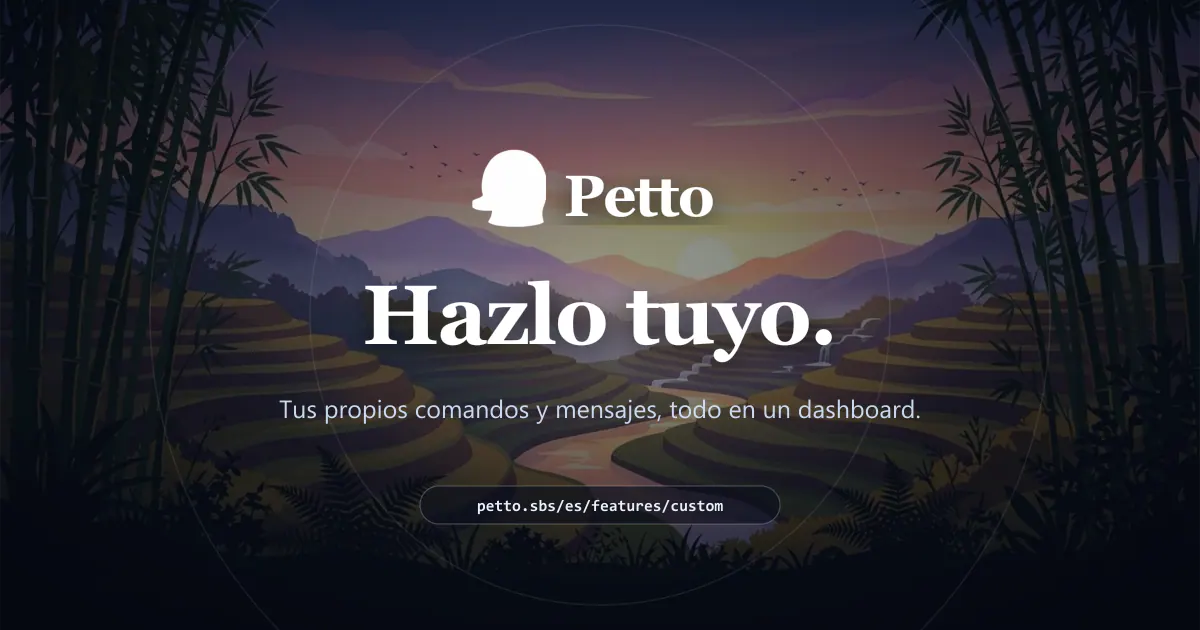 Petto
Hazlo tuyo.
Tus propios comandos y mensajes, todo en un dashboard.
petto.sbs/es/features/custom